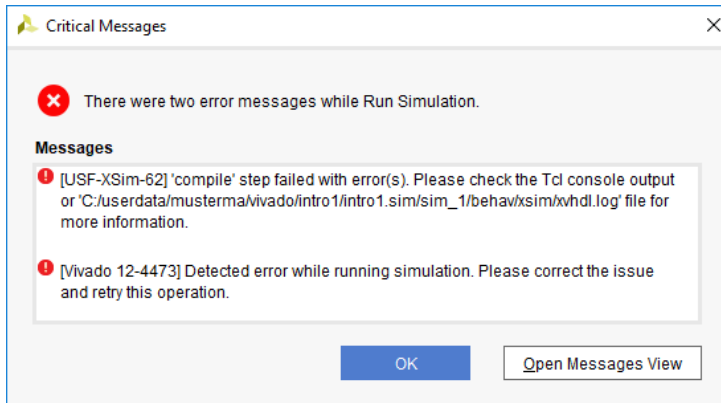 Critical Messages
There were two error messages while Run Simulation.
Messages
[USF-XSim-62] 'compile' step failed with error(s). Please check the Tcl console output
or 'C:/userdata/musterma/vivado/intro1/intro1.sim/sim_1/behav/xsim/xvhdl.log' file for
more information.
[Vivado 12-4473] Detected error while running simulation. Please correct the issue
and retry this operation.
OK
Open Messages View